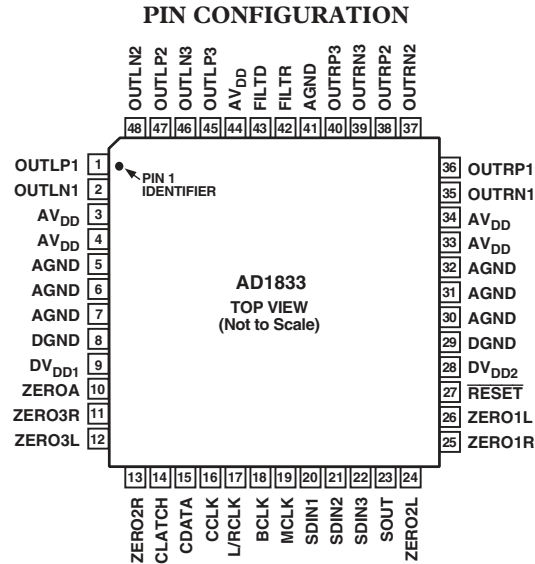 PIN CONFIGURATION
OUTLN2
OUTLP2
OUTLN3
OUTLP3
AVDD
FILTD
FILTR
AGND
OUTRP3
OUTRN3
OUTRP2
OUTRN2
48 47 46 45 44 43 42 41 40 39 38 37
OUTLP1 1
OUTLN1 2
AVDD 3
AVDD 4
AGND 5
AGND 6
AGND 7
DGND 8
DVDD1 9
ZEROA 10
ZERO3R 11
ZERO3L 12
PIN 1
IDENTIFIER
AD1833
TOP VIEW
(Not to Scale)
36 OUTRP1
35 OUTRN1
34 AVDD
33 AVDD
32 AGND
31 AGND
30 AGND
29 DGND
28 DVDD2
27 RESET
26 ZERO1L
25 ZERO1R
13 14 15 16 17 18 19 20 21 22 23 24
ZERO2R
CLATCH
CDATA
CCLK
L/RCLK
BCLK
MCLK
SDIN1
SDIN2
SDIN3
SOUT
ZERO2L